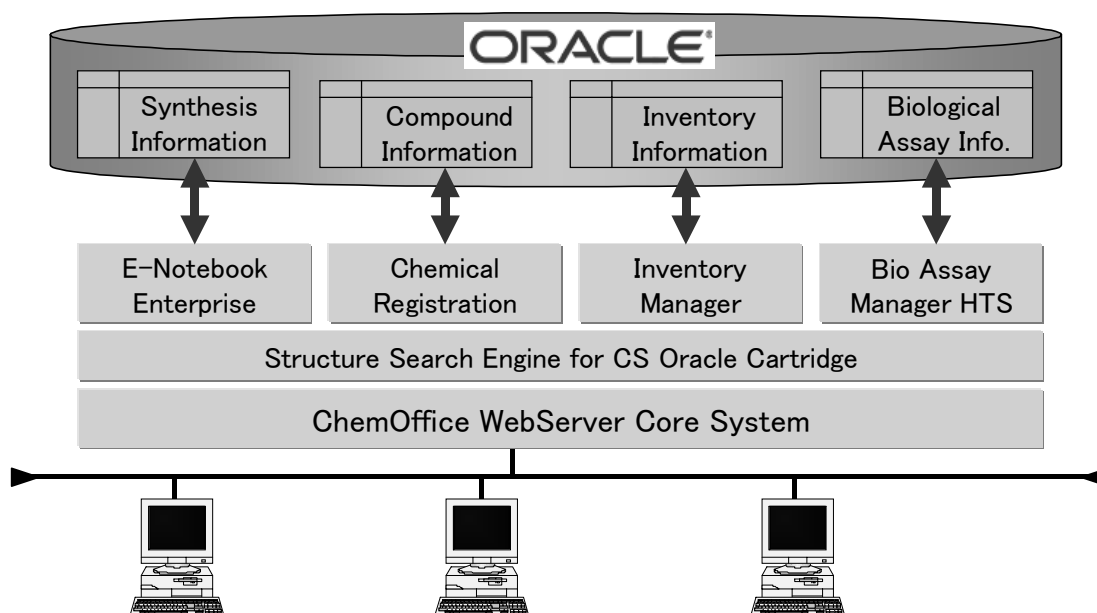 ORACLE®
Synthesis
Information
Compound
Information
Inventory
Information
Biological
Assay Info.
E-Notebook
Enterprise
Chemical
Registration
Inventory
Manager
Bio Assay
Manager HTS
Structure Search Engine for CS Oracle Cartridge
ChemOffice WebServer Core System